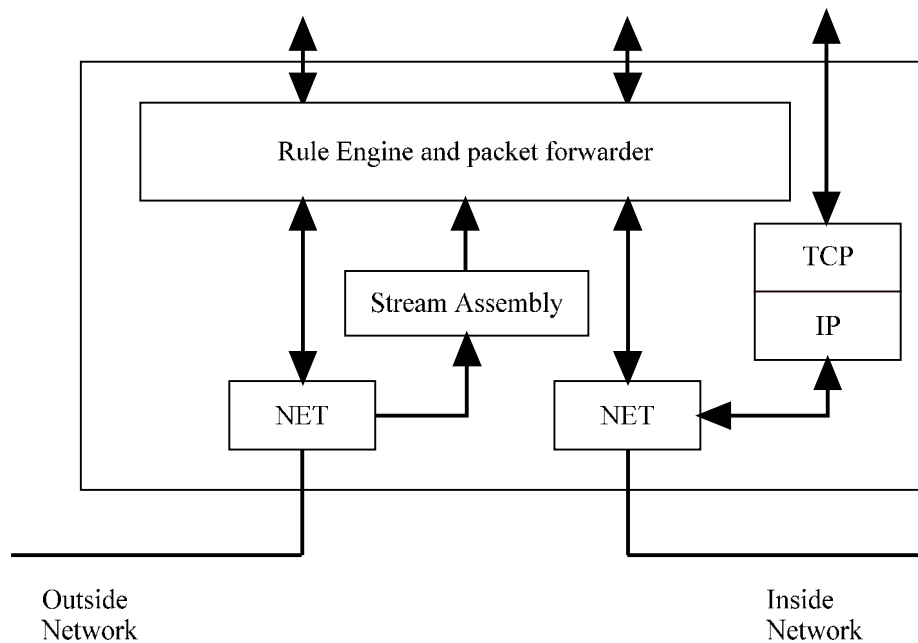 Rule Engine and packet forwarder
TCP
Stream Assembly
IP
NET
NET
Outside
Network
Inside
Network